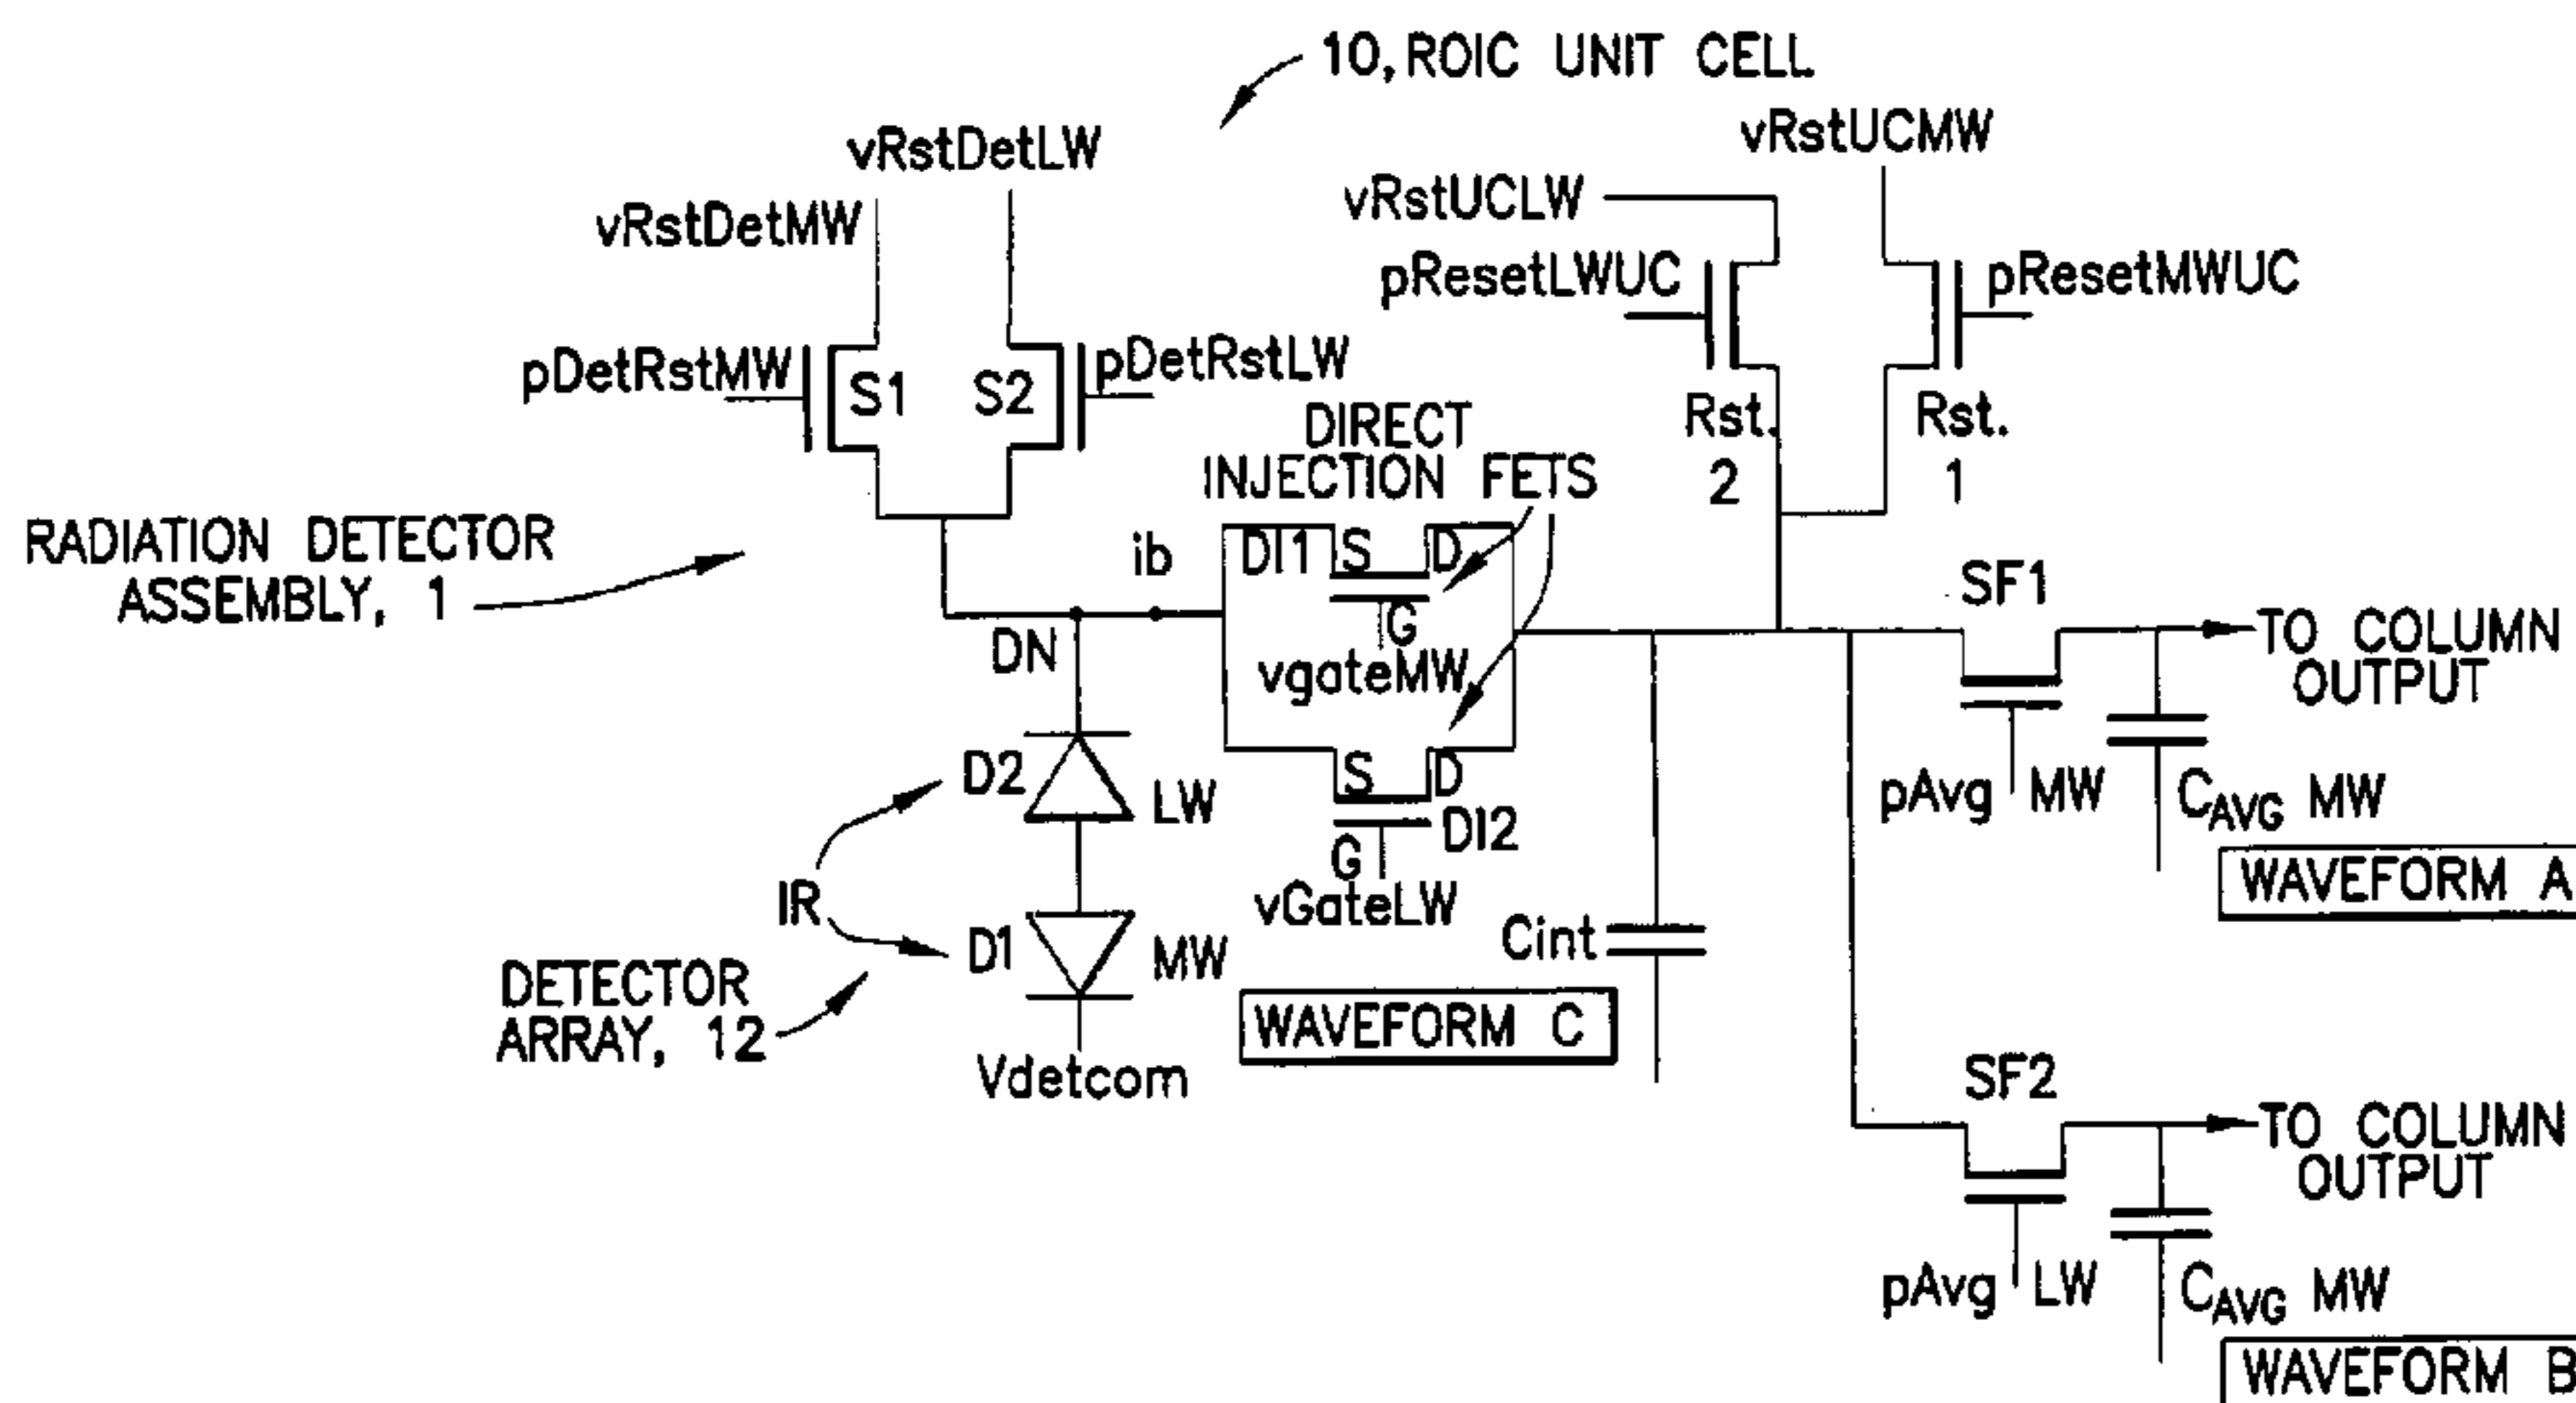 10, ROIC UNIT CELL
vRstDetLW
vRstDetMW
vRstUCMW
vRstUCLW
pResetLWUC
pResetMWUC
pDetRstMW
S1
S2
pDetRstLW
Rst.
2
Rst.
1
DIRECT
INJECTION FETS
RADIATION DETECTOR
ASSEMBLY, 1
ib
DI1
S
D
G
vgateMW
DN
SF1
TO COLUMN
OUTPUT
D2
LW
S
D
DI2
G
vGateLW
pAvg MW
CAVG MW
WAVEFORM A
IR
D1
MW
Cint
DETECTOR
ARRAY, 12
WAVEFORM C
Vdetcom
SF2
TO COLUMN
OUTPUT
pAvg LW
CAVG MW
WAVEFORM B